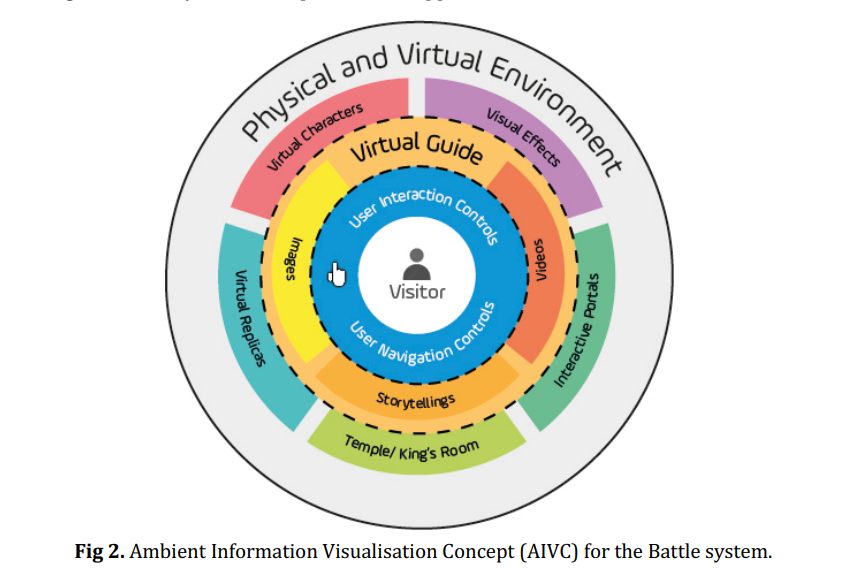 Physical and Virtual Environment
Virtual Characters
Visual Effects
Virtual Guide
User Interaction Controls
Images
Videos
Visitor
Virtual Replicas
Interactive Portals
User Navigation Controls
Storytellings
Temple/ King's Room
Fig 2. Ambient Information Visualisation Concept (AIVC) for the Battle system.